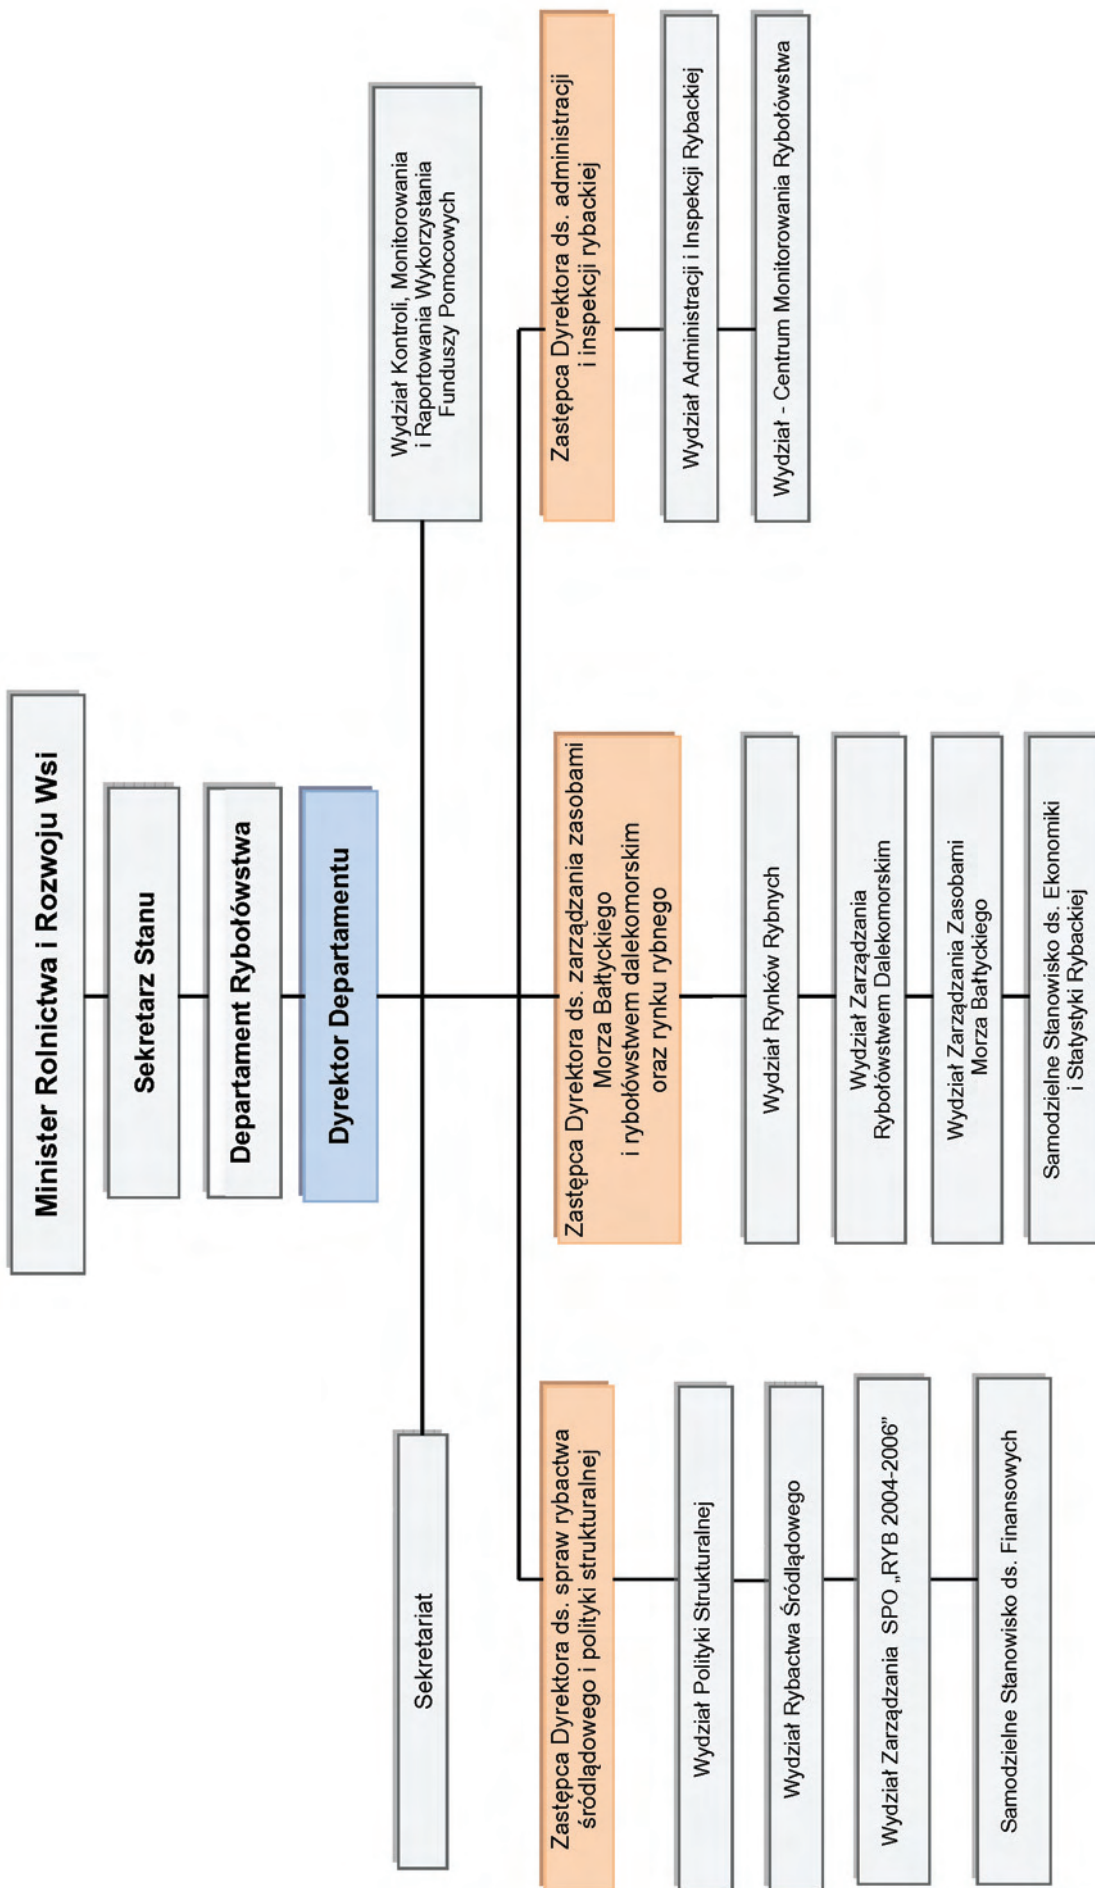 Minister Rolnictwa i Rozwoju Wsi
Sekretarz Stanu
Departament Rybołówstwa
Dyrektor Departamentu
Sekretariat
Wydział Kontroli, Monitorowania
i Raportowania Wykorzystania
Funduszy Pomocowych
Zastępca Dyrektora ds. spraw rybactwa
śródlądowego i polityki strukturalnej
Wydział Polityki Strukturalnej
Wydział Rybactwa Śródlądowego
Wydział Zarządzania SPO „RYB 2004-2006”
Samodzielne Stanowisko ds. Finansowych
Zastępca Dyrektora ds. zarządzania zasobami
Morza Bałtyckiego
i rybołówstwem dalekomorskim
oraz rynku rybnego
Wydział Rynków Rybnych
Wydział Zarządzania
Rybołówstwem Dalekomorskim
Wydział Zarządzania Zasobami
Morza Bałtyckiego
Samodzielne Stanowisko ds. Ekonomiki
i Statystyki Rybackiej
Zastępca Dyrektora ds. administracji
i inspekcji rybackiej
Wydział Administracji i Inspekcji Rybackiej
Wydział - Centrum Monitorowania Rybołówstwa